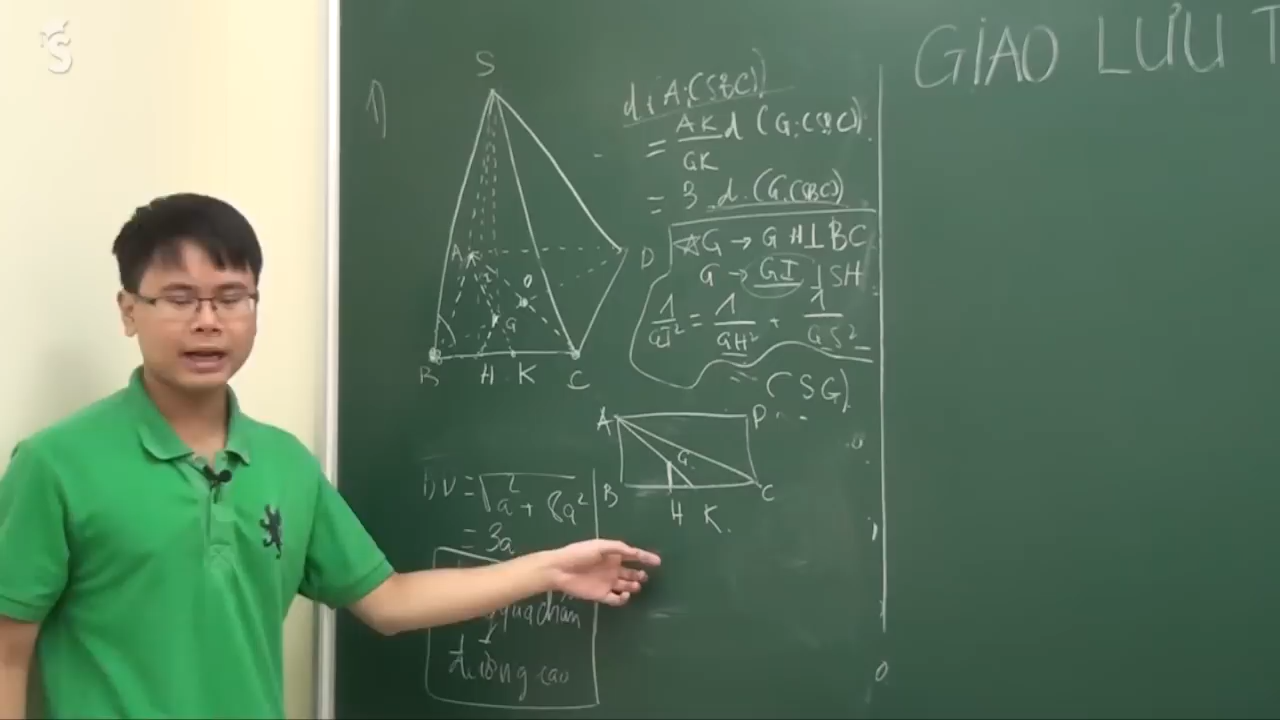 GIAO LƯU T
1)
S
A
D
O
G
B H K C
d(A;(SBC))
= AK/GK d(G;(SBC))
= 3 d.(G,(SBC))
G → GH⊥BC
G → GI ⊥ SH
1/GI² = 1/GH² + 1/GS²
(SG)
A D
G
B C
H K
= √a² + 8a²
= 3a
qua chân
đường cao
S